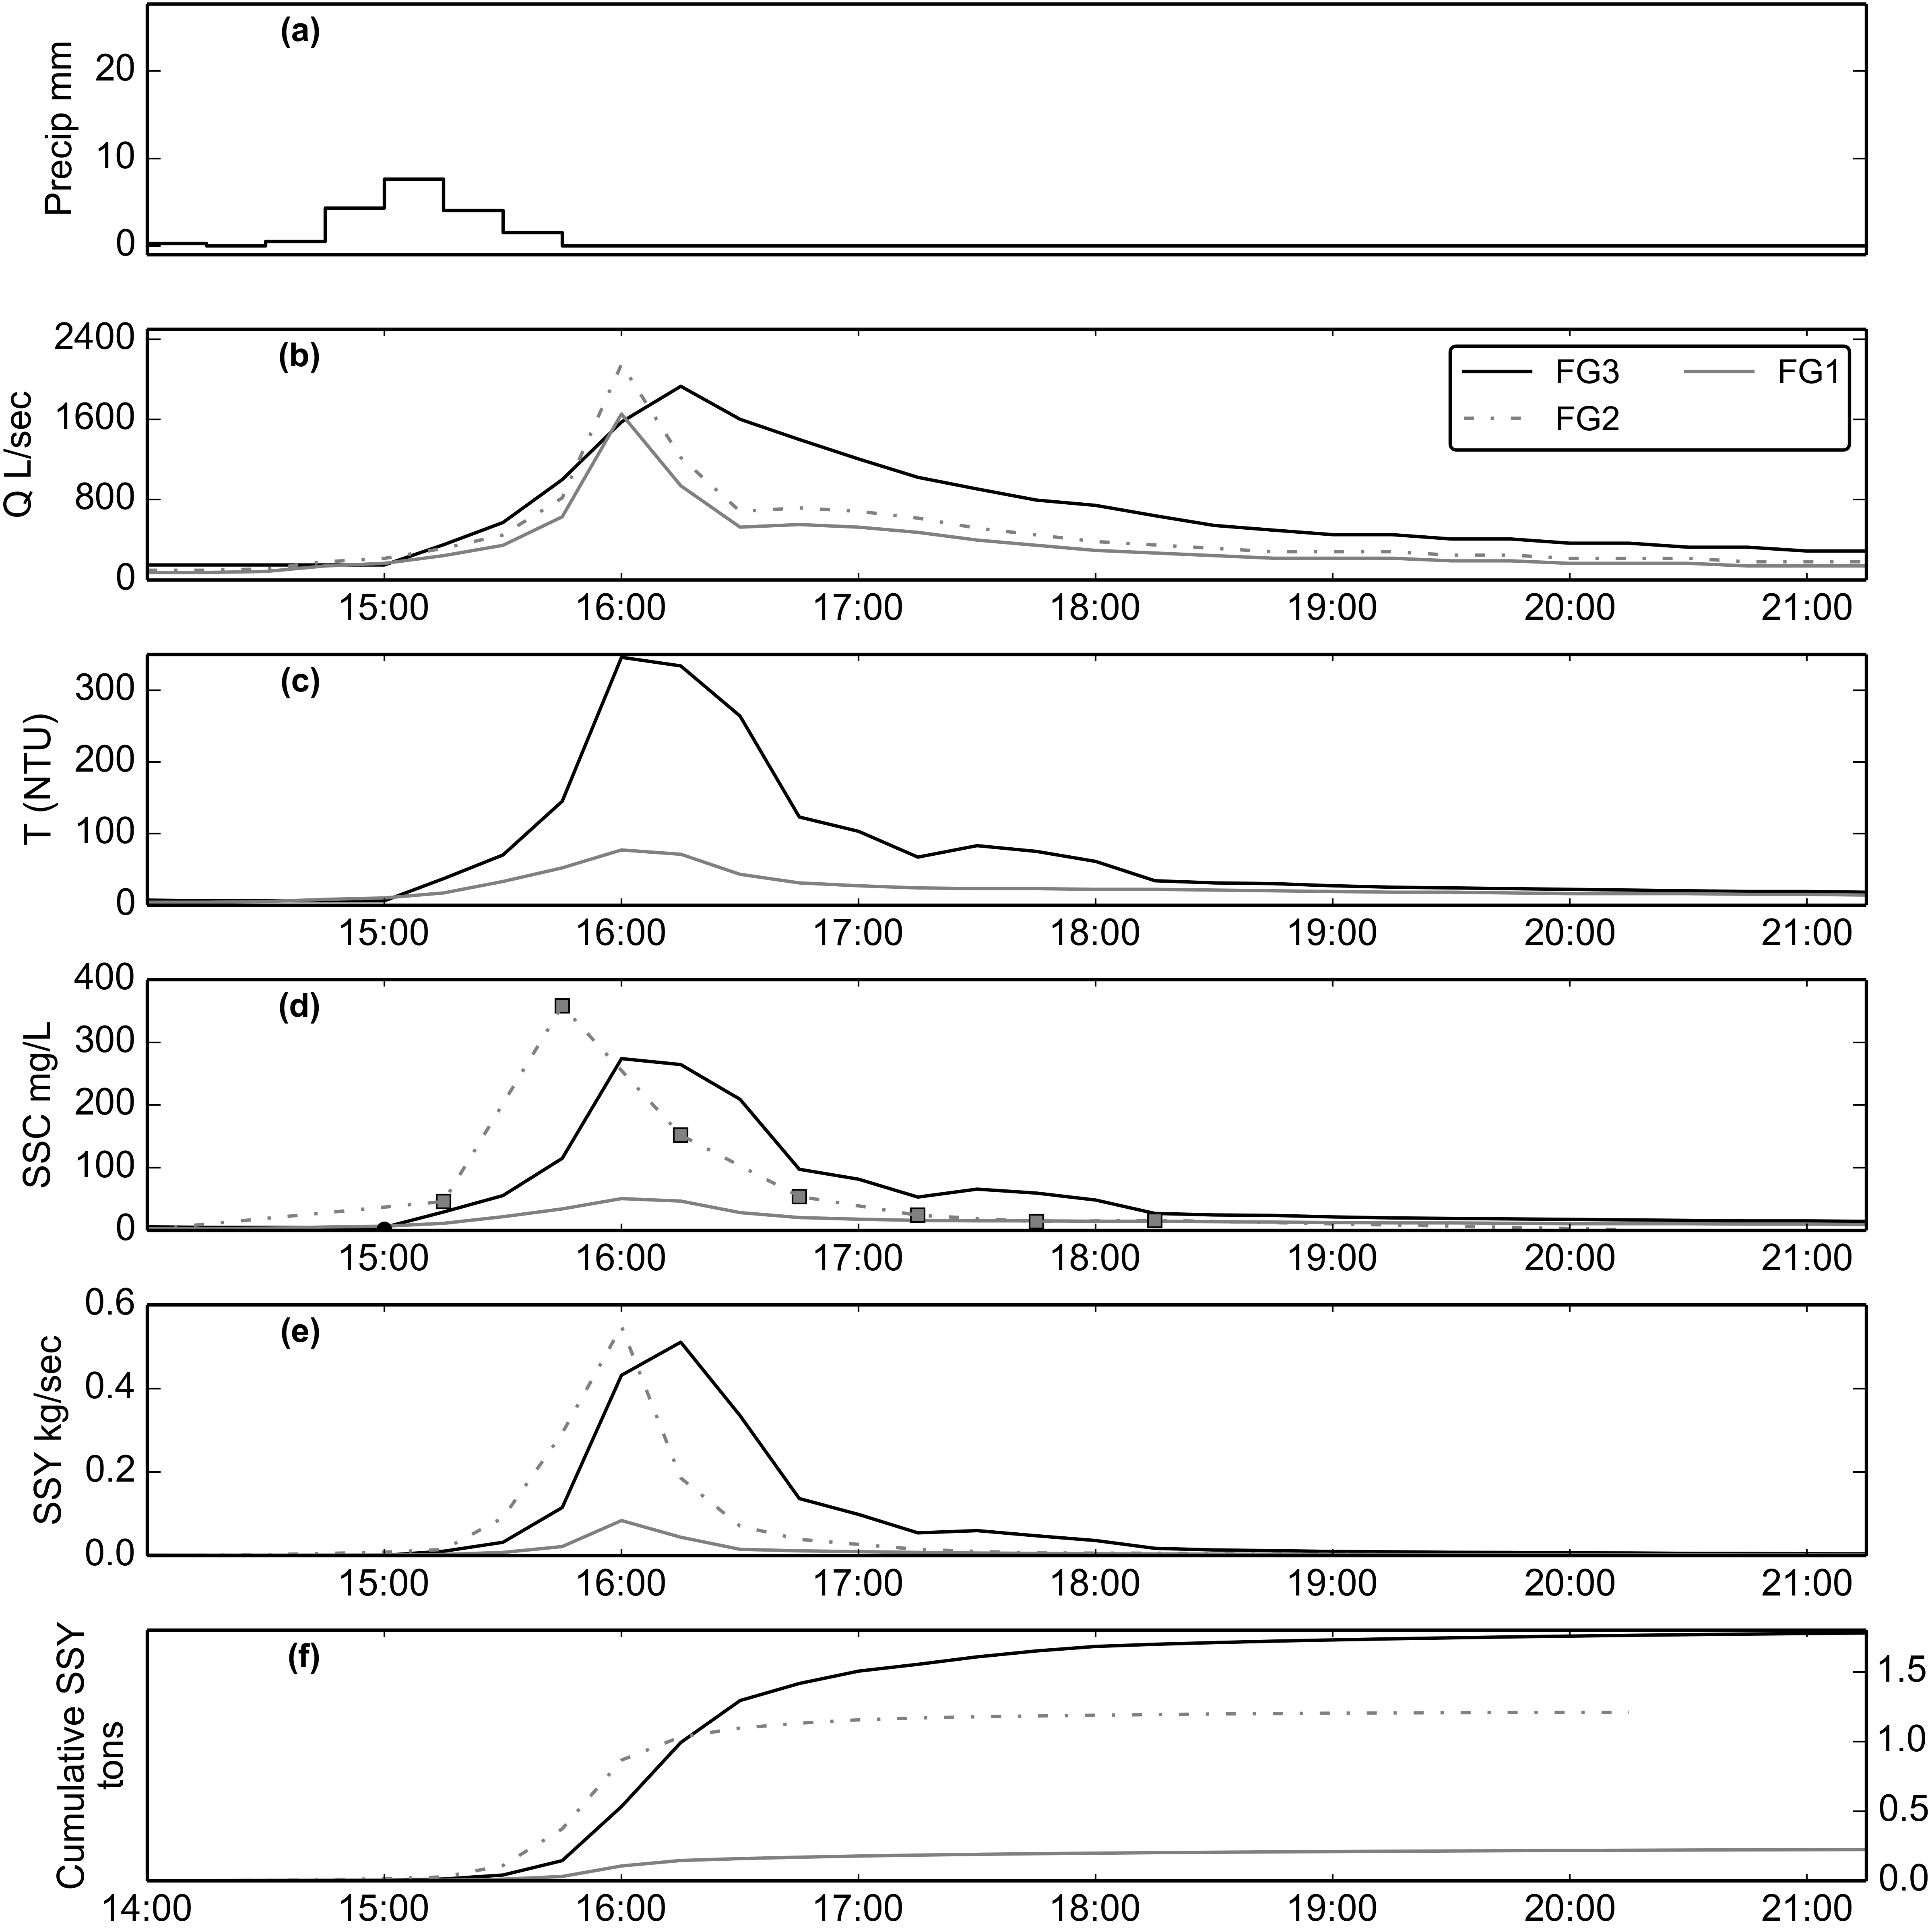 (a)
Precip mm
20
10
0
(b)
Q L/sec
2400
1600
800
0
FG3 FG1
FG2
15:00 16:00 17:00 18:00 19:00 20:00 21:00
(c)
T (NTU)
300
200
100
0
15:00 16:00 17:00 18:00 19:00 20:00 21:00
(d)
SSC mg/L
400
300
200
100
0
15:00 16:00 17:00 18:00 19:00 20:00 21:00
(e)
SSY kg/sec
0.6
0.4
0.2
0.0
15:00 16:00 17:00 18:00 19:00 20:00 21:00
(f)
Cumulative SSY
tons
1.5
1.0
0.5
0.0
14:00 15:00 16:00 17:00 18:00 19:00 20:00 21:00